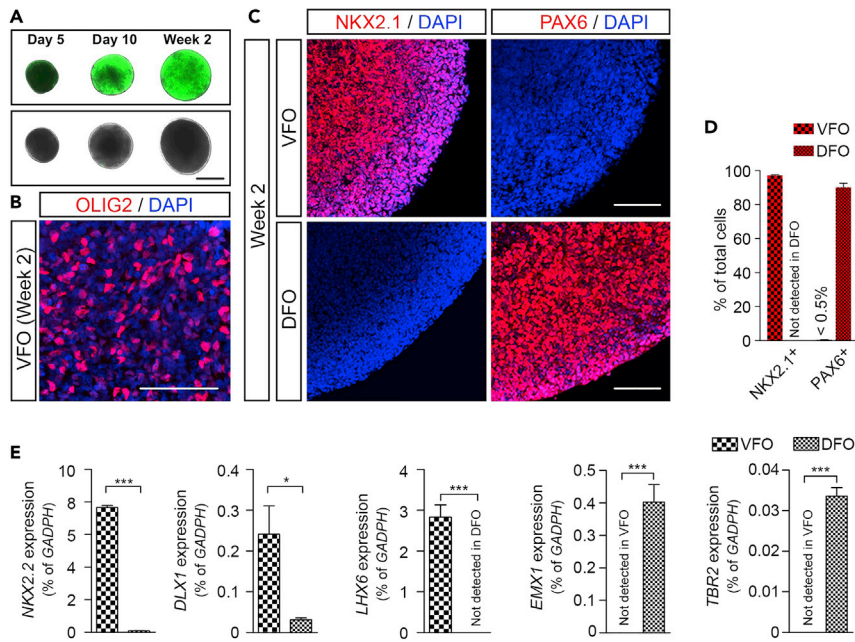 A
Day 5 Day 10 Week 2
B
OLIG2 / DAPI
VFO (Week 2)
C
NKX2.1 / DAPI PAX6 / DAPI
Week 2
VFO
DFO
D
VFO
DFO
% of total cells
100
80
60
40
20
0
Not detected in DFO
< 0.5%
NKX2.1+
PAX6+
E
VFO DFO
NKX2.2 expression
(% of GADPH)
10
8
6
4
2
0
***
DLX1 expression
(% of GADPH)
0.4
0.3
0.2
0.1
0
*
LHX6 expression
(% of GADPH)
4
3
2
1
0
***
Not detected in DFO
EMX1 expression
(% of GADPH)
0.5
0.4
0.3
0.2
0.1
0
***
Not detected in VFO
TBR2 expression
(% of GADPH)
0.04
0.03
0.02
0.01
0
***
Not detected in VFO